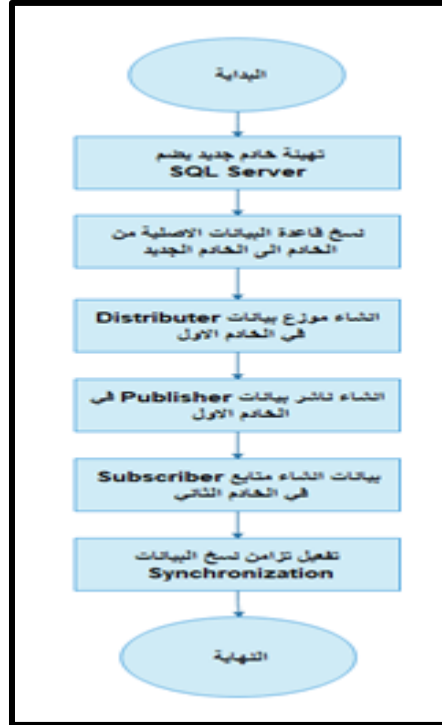 البداية
تهيئة خادم جديد يضم
SQL Server
نسخ قاعدة البيانات الاصلية من
الخادم الى الخادم الجديد
انشاء موزع بيانات Distributer
في الخادم الاول
انشاء ناشر بيانات Publisher في
الخادم الاول
بيانات انشاء متابع Subscriber
في الخادم الثاني
تفعيل تزامن نسخ البيانات
Synchronization
النهاية